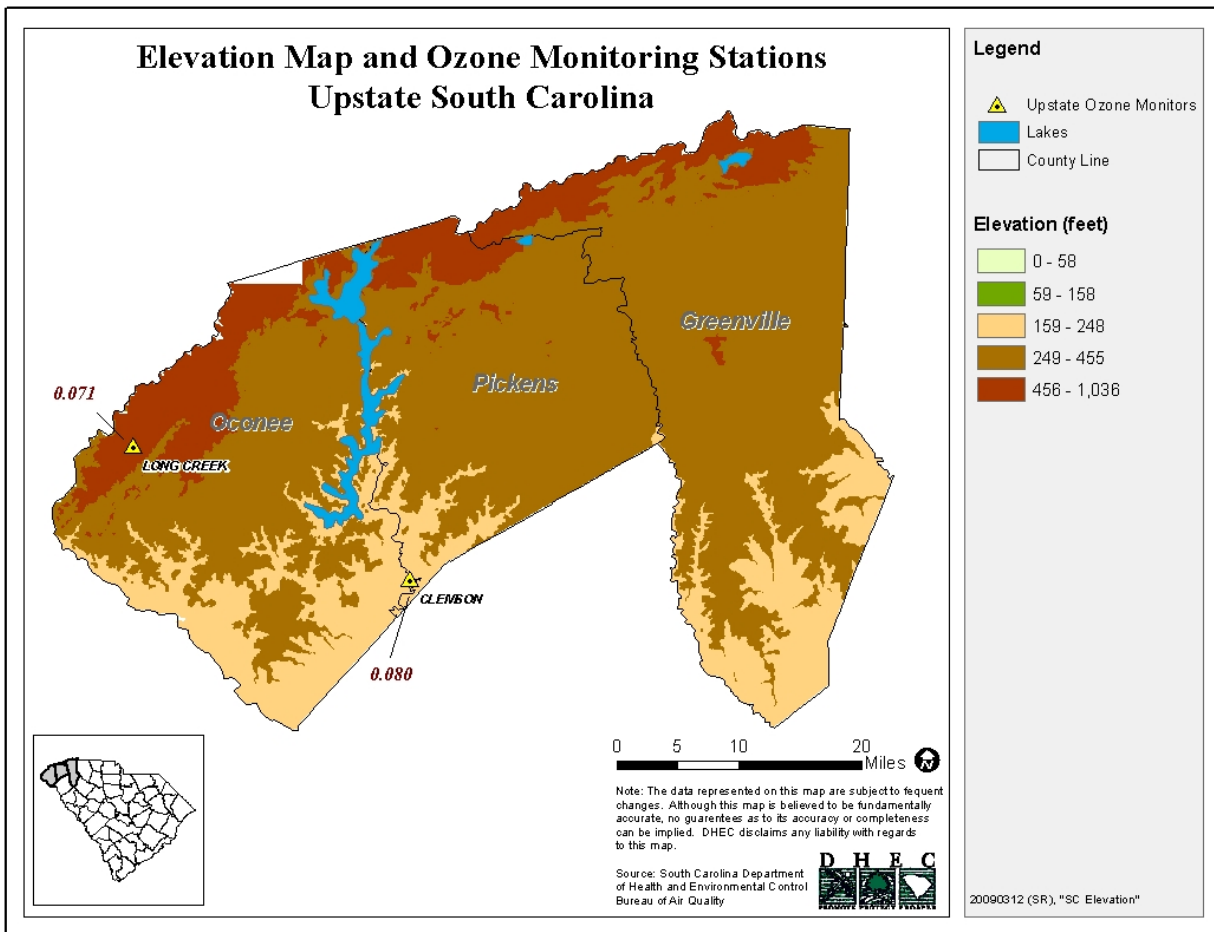 Elevation Map and Ozone Monitoring Stations
Upstate South Carolina
Greenville
Pickens
Oconee
0.071
LONG CREEK
CLEMSON
0.080
0 5 10 20
Miles
N
Note: The data represented on this map are subject to fequent
changes. Although this map is believed to be fundamentally
accurate, no guarentees as to its accuracy or completeness
can be implied. DHEC disclaims any liability with regards
to this map.
Source: South Carolina Department
of Health and Environmental Control
Bureau of Air Quality
D H E C
PROMOTE PROTECT PROSPER
Legend
Upstate Ozone Monitors
Lakes
County Line
Elevation (feet)
0 - 58
59 - 158
159 - 248
249 - 455
456 - 1,036
20090312 (SR), "SC Elevation"